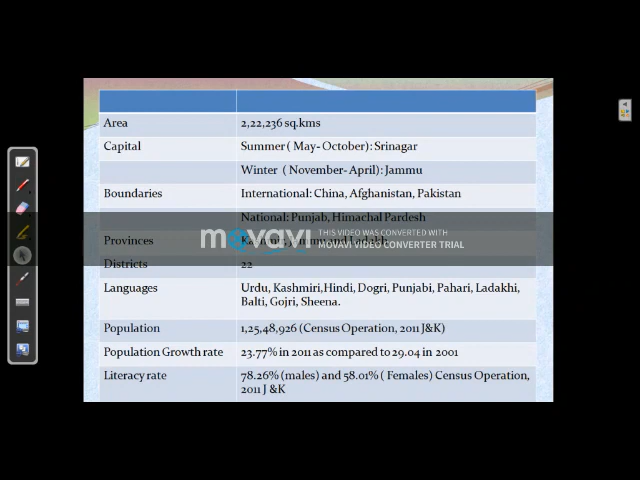 Area 2,22,236 sq.kms
Capital Summer ( May- October): Srinagar
Winter ( November- April): Jammu
Boundaries International: China, Afghanistan, Pakistan
National: Punjab, Himachal Pardesh
Provinces Kashmir, Jammu and Ladakh
movavi THIS VIDEO WAS CONVERTED WITH
MOVAVI VIDEO CONVERTER TRIAL
Districts 22
Languages Urdu, Kashmiri,Hindi, Dogri, Punjabi, Pahari, Ladakhi,
Balti, Gojri, Sheena.
Population 1,25,48,926 (Census Operation, 2011 J&K)
Population Growth rate 23.77% in 2011 as compared to 29.04 in 2001
Literacy rate 78.26% (males) and 58.01% ( Females) Census Operation,
2011 J &K